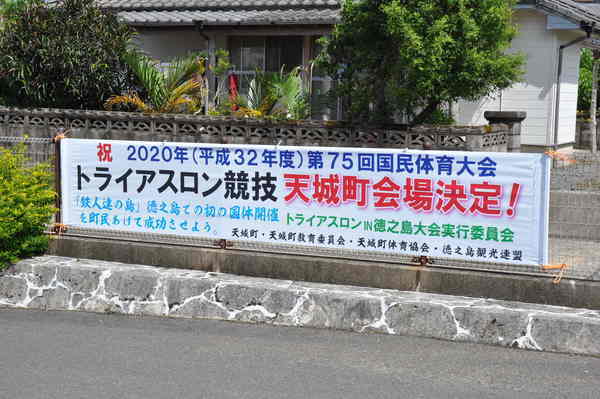 祝 2020年(平成32年度)第75回国民体育大会
トライアスロン競技 天城町会場決定!
「鉄人達の島」徳之島での初の国体開催
を町民あげて成功させよう。
トライアスロンIN徳之島大会実行委員会
天城町・天城町教育委員会・天城町体育協会・徳之島観光連盟